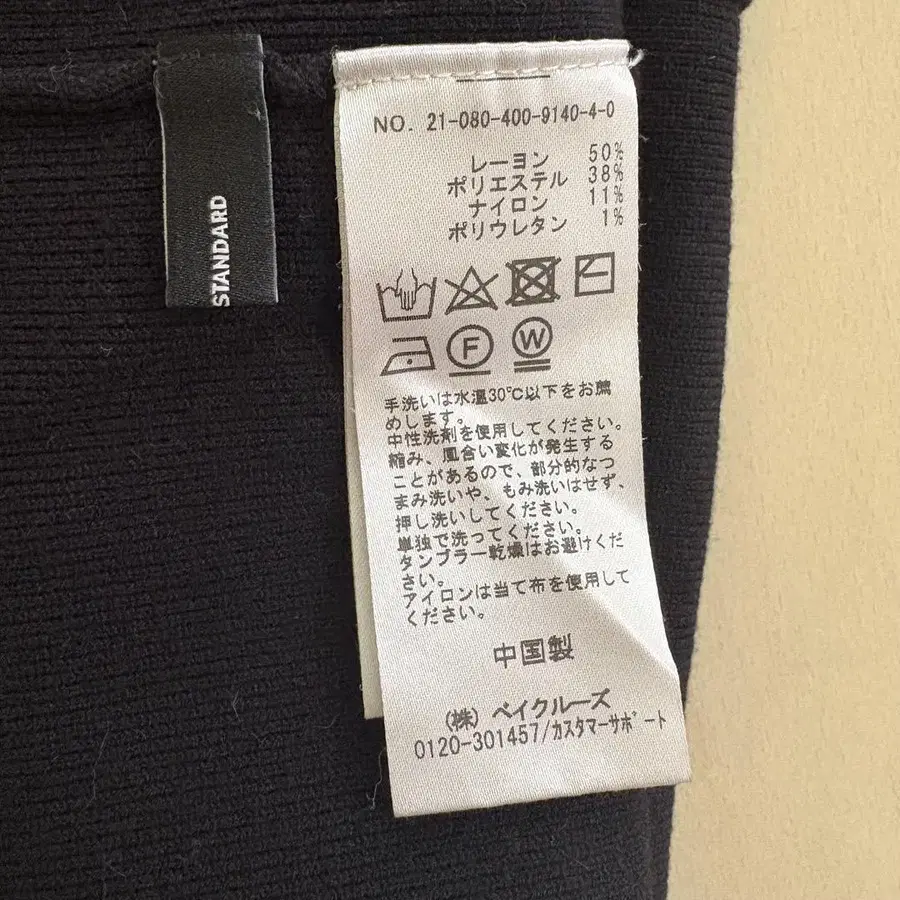 STANDARD
NO. 21-080-400-9140-4-0
レーヨン 50%
ポリエステル 38%
ナイロン 11%
ポリウレタン 1%
F W
手洗いは水温30℃以下をお薦
めします。
中性洗剤を使用してください。
縮み、風合い変化が発生する
ことがあるので、部分的なつ
まみ洗いや、もみ洗いはせず、
押し洗いしてください。
単独で洗ってください。
タンブラー乾燥はお避けくだ
さい。
アイロンは当て布を使用して
ください。
中国製
(株) ベイクルーズ
0120-301457/カスタマーサポート